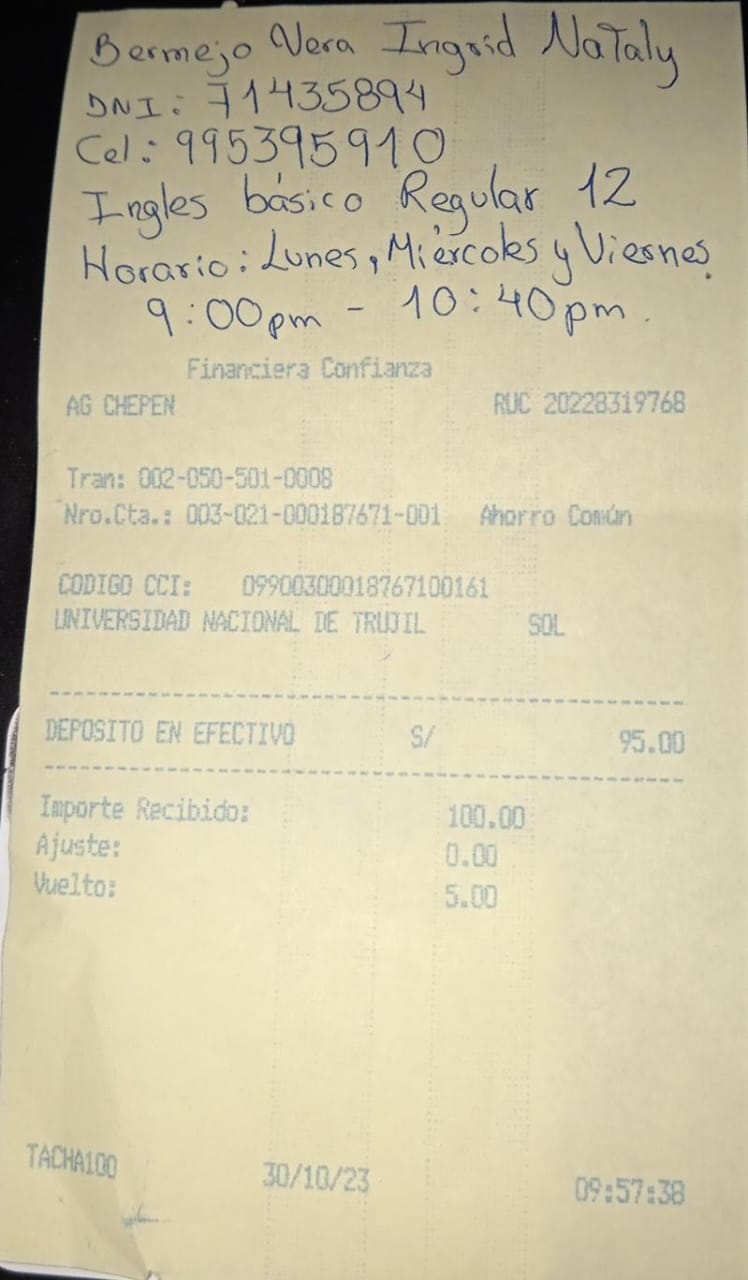 Bermejo Vera Ingrid Nataly
DNI: 71435894
Cel.: 995395910
Ingles básico Regular 12
Horario: Lunes, Miércoles y Viernes.
9:00pm - 10:40pm.
Financiera Confianza
AG CHEPEN RUC 20228319768
Tran: 002-050-501-0008
Nro.Cta.: 003-021-000187671-001 Ahorro Común
CODIGO CCI: 09900300018767100161
UNIVERSIDAD NACIONAL DE TRUJIL SOL
DEPOSITO EN EFECTIVO S/ 95.00
Importe Recibido: 100.00
Ajuste: 0.00
Vuelto: 5.00
TACHA100 30/10/23 09:57:38